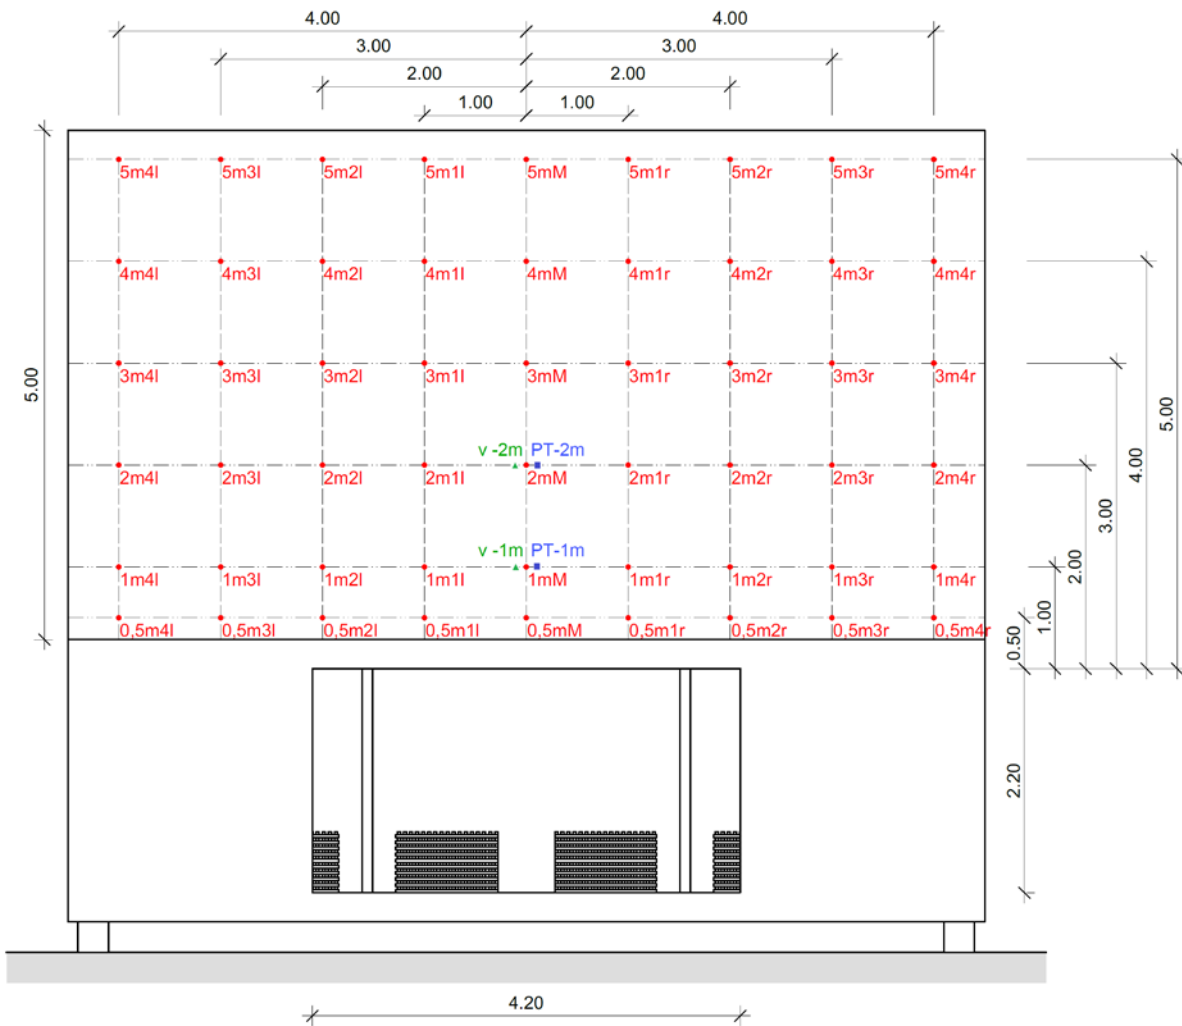 4.00 4.00
3.00 3.00
2.00 2.00
1.00 1.00
5m4l 5m3l 5m2l 5m1l 5mM 5m1r 5m2r 5m3r 5m4r
4m4l 4m3l 4m2l 4m1l 4mM 4m1r 4m2r 4m3r 4m4r
3m4l 3m3l 3m2l 3m1l 3mM 3m1r 3m2r 3m3r 3m4r
5.00
5.00
v -2m PT-2m
4.00
2m4l 2m3l 2m2l 2m1l 2mM 2m1r 2m2r 2m3r 2m4r
3.00
v -1m PT-1m
2.00
1m4l 1m3l 1m2l 1m1l 1mM 1m1r 1m2r 1m3r 1m4r
1.00
0,5m4l 0,5m3l 0,5m2l 0,5m1l 0,5mM 0,5m1r 0,5m2r 0,5m3r 0,5m4r
0.50
2.20
4.20